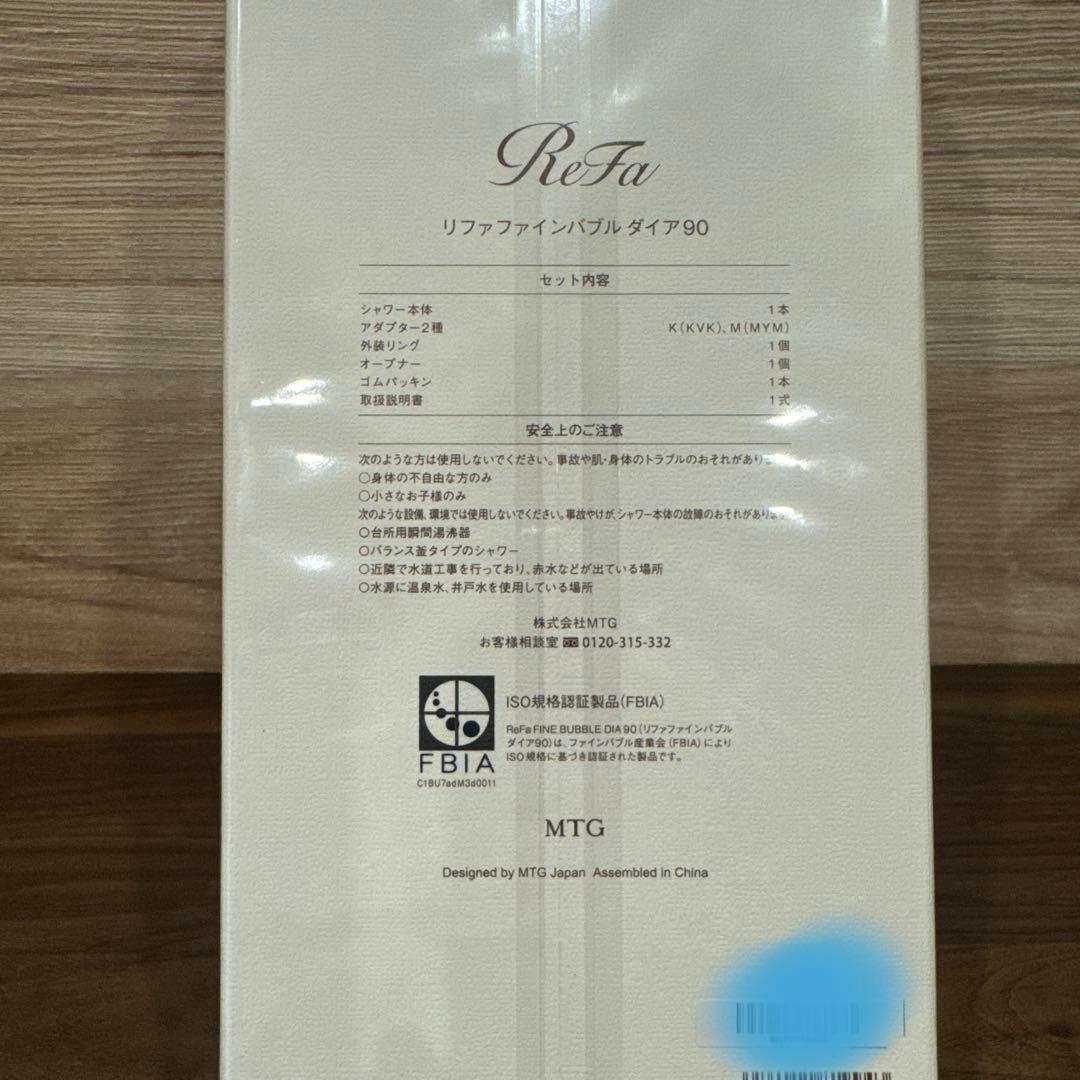 ReFa
リファファインバブル ダイア90
セット内容
シャワー本体 1本
アダプター2種 K(KVK)、M(MYM)
外装リング 1個
オープナー 1個
ゴムパッキン 1本
取扱説明書 1式
安全上のご注意
次のような方は使用しないでください。事故や肌・身体のトラブルのおそれがあり
○身体の不自由な方のみ
○小さなお子様のみ
次のような設備、環境では使用しないでください。事故やけが、シャワー本体の故障のおそれがあり
○台所用瞬間湯沸器
○バランス釜タイプのシャワー
○近隣で水道工事を行っており、赤水などが出ている場所
○水源に温泉水、井戸水を使用している場所
株式会社MTG
お客様相談室 0120-315-332
ISO規格認証製品(FBIA)
ReFa FINE BUBBLE DIA 90(リファファインバブル
ダイア90)は、ファインバブル産業会(FBIA)により
ISO規格に基づき認証された製品です。
FBIA
C1BU7adM3d0011
MTG
Designed by MTG Japan Assembled in China